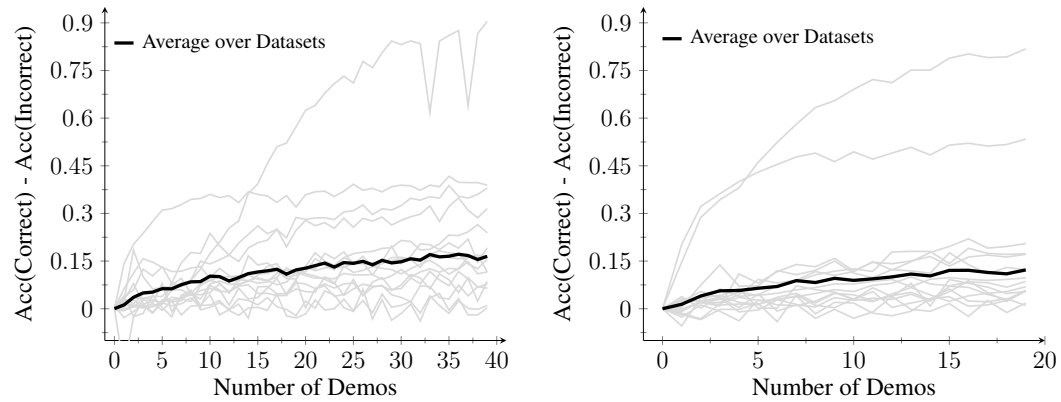 Acc(Correct) - Acc(Incorrect)
0.9
0.75
0.6
0.45
0.3
0.15
0
Average over Datasets
0 5 10 15 20 25 30 35 40
Number of Demos
Acc(Correct) - Acc(Incorrect)
0.9
0.75
0.6
0.45
0.3
0.15
0
Average over Datasets
0 5 10 15 20
Number of Demos